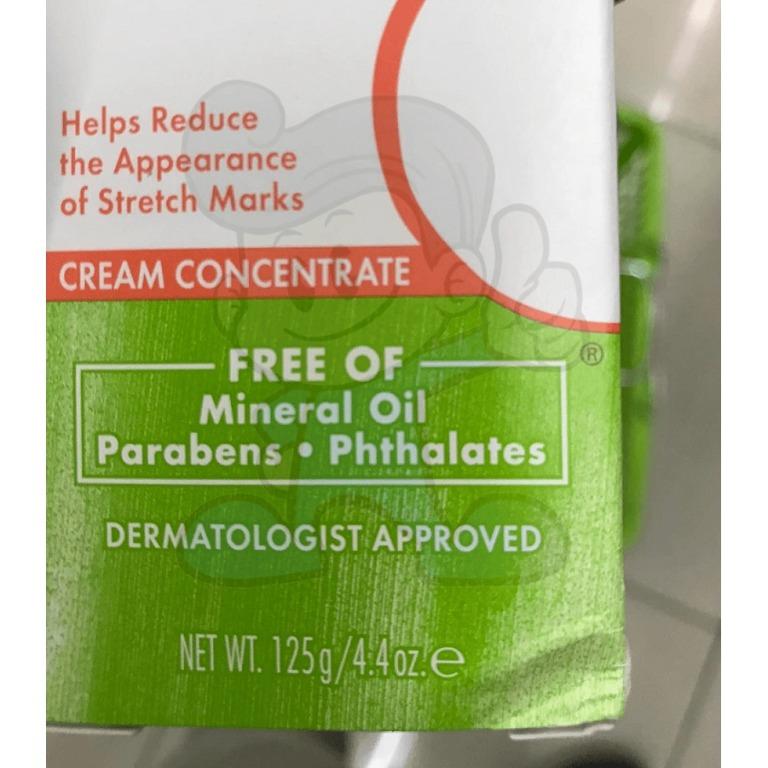 Helps Reduce
the Appearance
of Stretch Marks
CREAM CONCENTRATE
®
FREE OF
Mineral Oil
Parabens • Phthalates
DERMATOLOGIST APPROVED
NET WT. 125g/4.4oz.℮